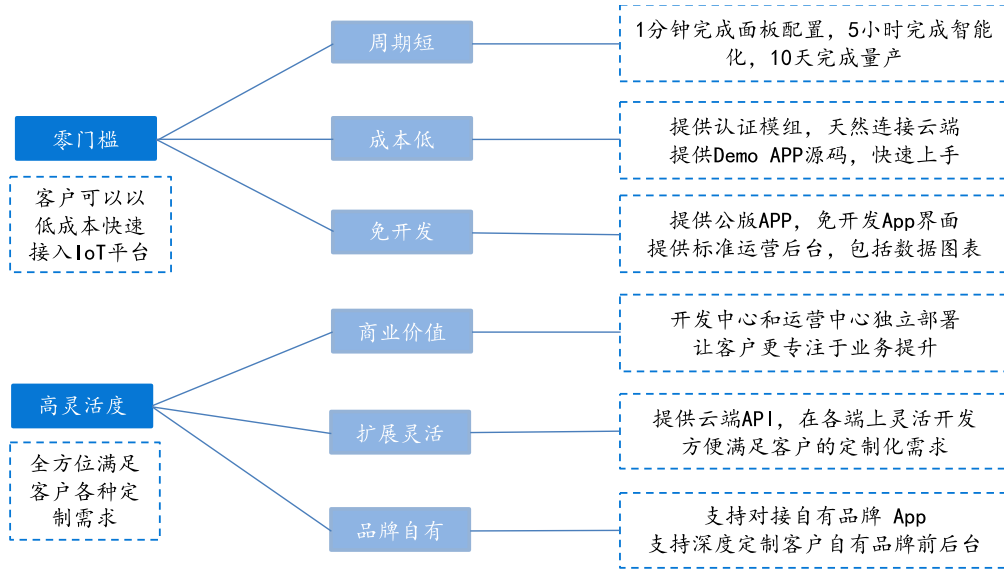 零门槛
客户可以以
低成本快速
接入IoT平台
周期短
1分钟完成面板配置，5小时完成智能
化，10天完成量产
成本低
提供认证模组，天然连接云端
提供Demo APP源码，快速上手
免开发
提供公版APP，免开发App界面
提供标准运营后台，包括数据图表
高灵活度
全方位满足
客户各种定
制需求
商业价值
开发中心和运营中心独立部署
让客户更专注于业务提升
扩展灵活
提供云端API，在各端上灵活开发
方便满足客户的定制化需求
品牌自有
支持对接自有品牌 App
支持深度定制客户自有品牌前后台